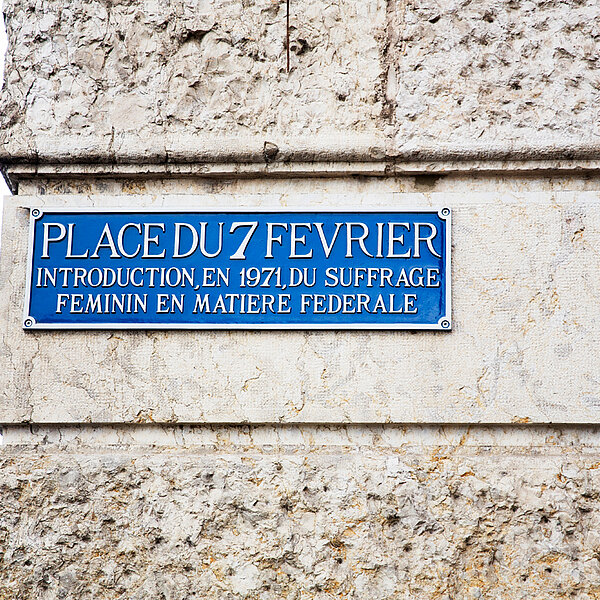 PLACE DU 7 FEVRIER
INTRODUCTION, EN 1971, DU SUFFRAGE
FEMININ EN MATIERE FEDERALE